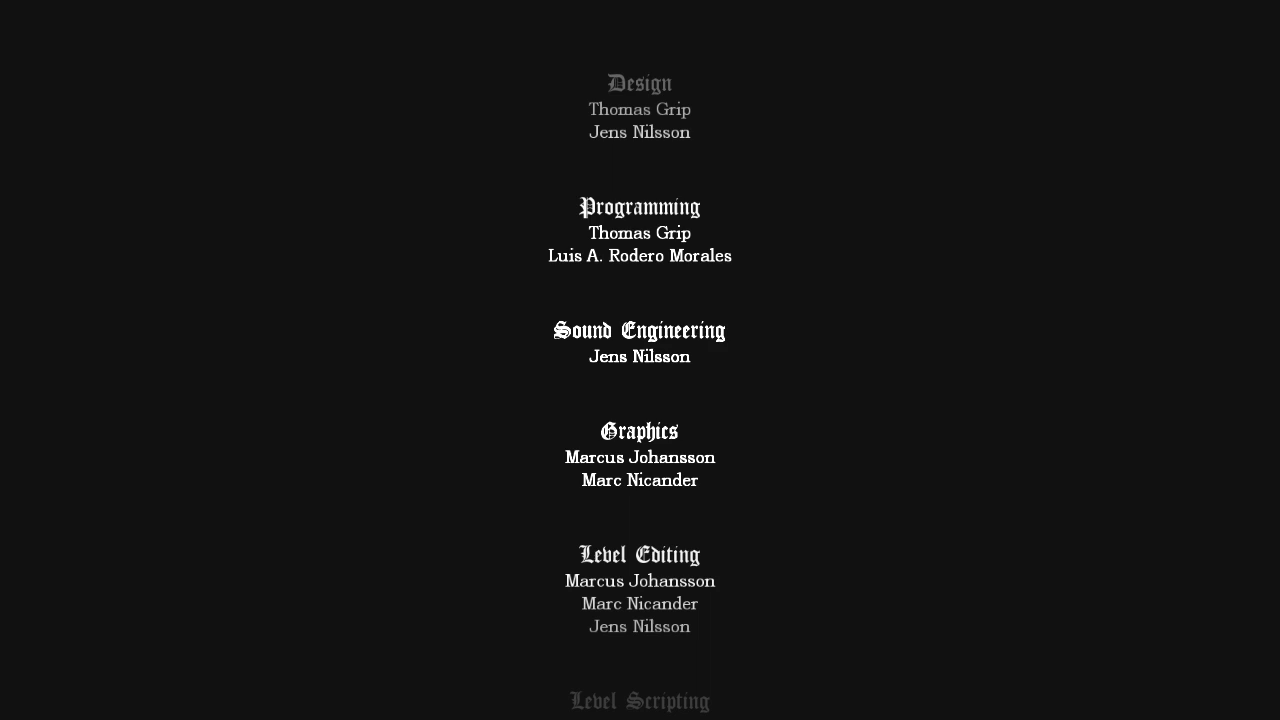 Design
Thomas Grip
Jens Nilsson
Programming
Thomas Grip
Luis A. Rodero Morales
Sound Engineering
Jens Nilsson
Graphics
Marcus Johansson
Marc Nicander
Level Editing
Marcus Johansson
Marc Nicander
Jens Nilsson
Level Scripting